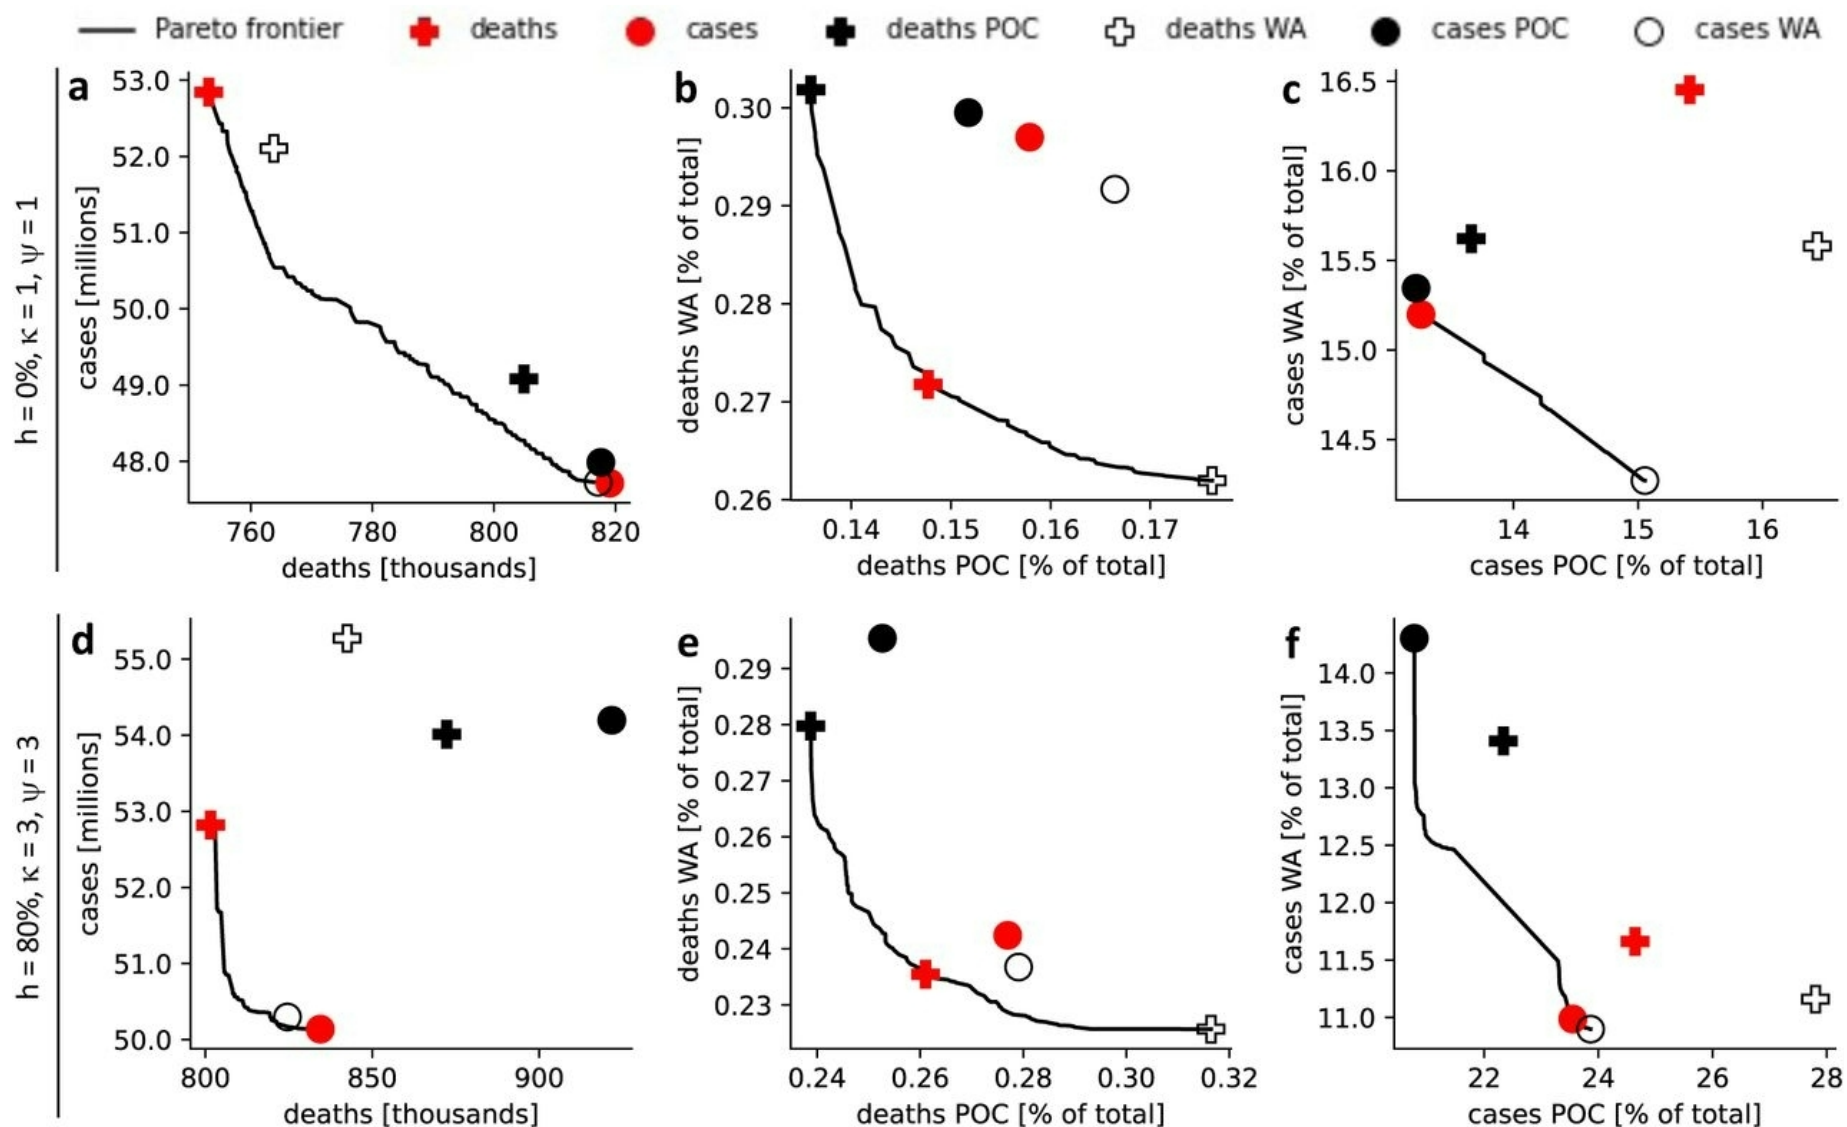 Pareto frontier deaths cases deaths POC deaths WA cases POC cases WA
h = 0%, κ = 1, ψ = 1
a
53.0
52.0
51.0
50.0
49.0
48.0
cases [millions]
760 780 800 820
deaths [thousands]
b
0.30
0.29
0.28
0.27
0.26
deaths WA [% of total]
0.14 0.15 0.16 0.17
deaths POC [% of total]
c
16.5
16.0
15.5
15.0
14.5
cases WA [% of total]
14 15 16
cases POC [% of total]
h = 80%, κ = 3, ψ = 3
d
55.0
54.0
53.0
52.0
51.0
50.0
cases [millions]
800 850 900
deaths [thousands]
e
0.29
0.28
0.27
0.26
0.25
0.24
0.23
deaths WA [% of total]
0.24 0.26 0.28 0.30 0.32
deaths POC [% of total]
f
14.0
13.5
13.0
12.5
12.0
11.5
11.0
cases WA [% of total]
22 24 26 28
cases POC [% of total]